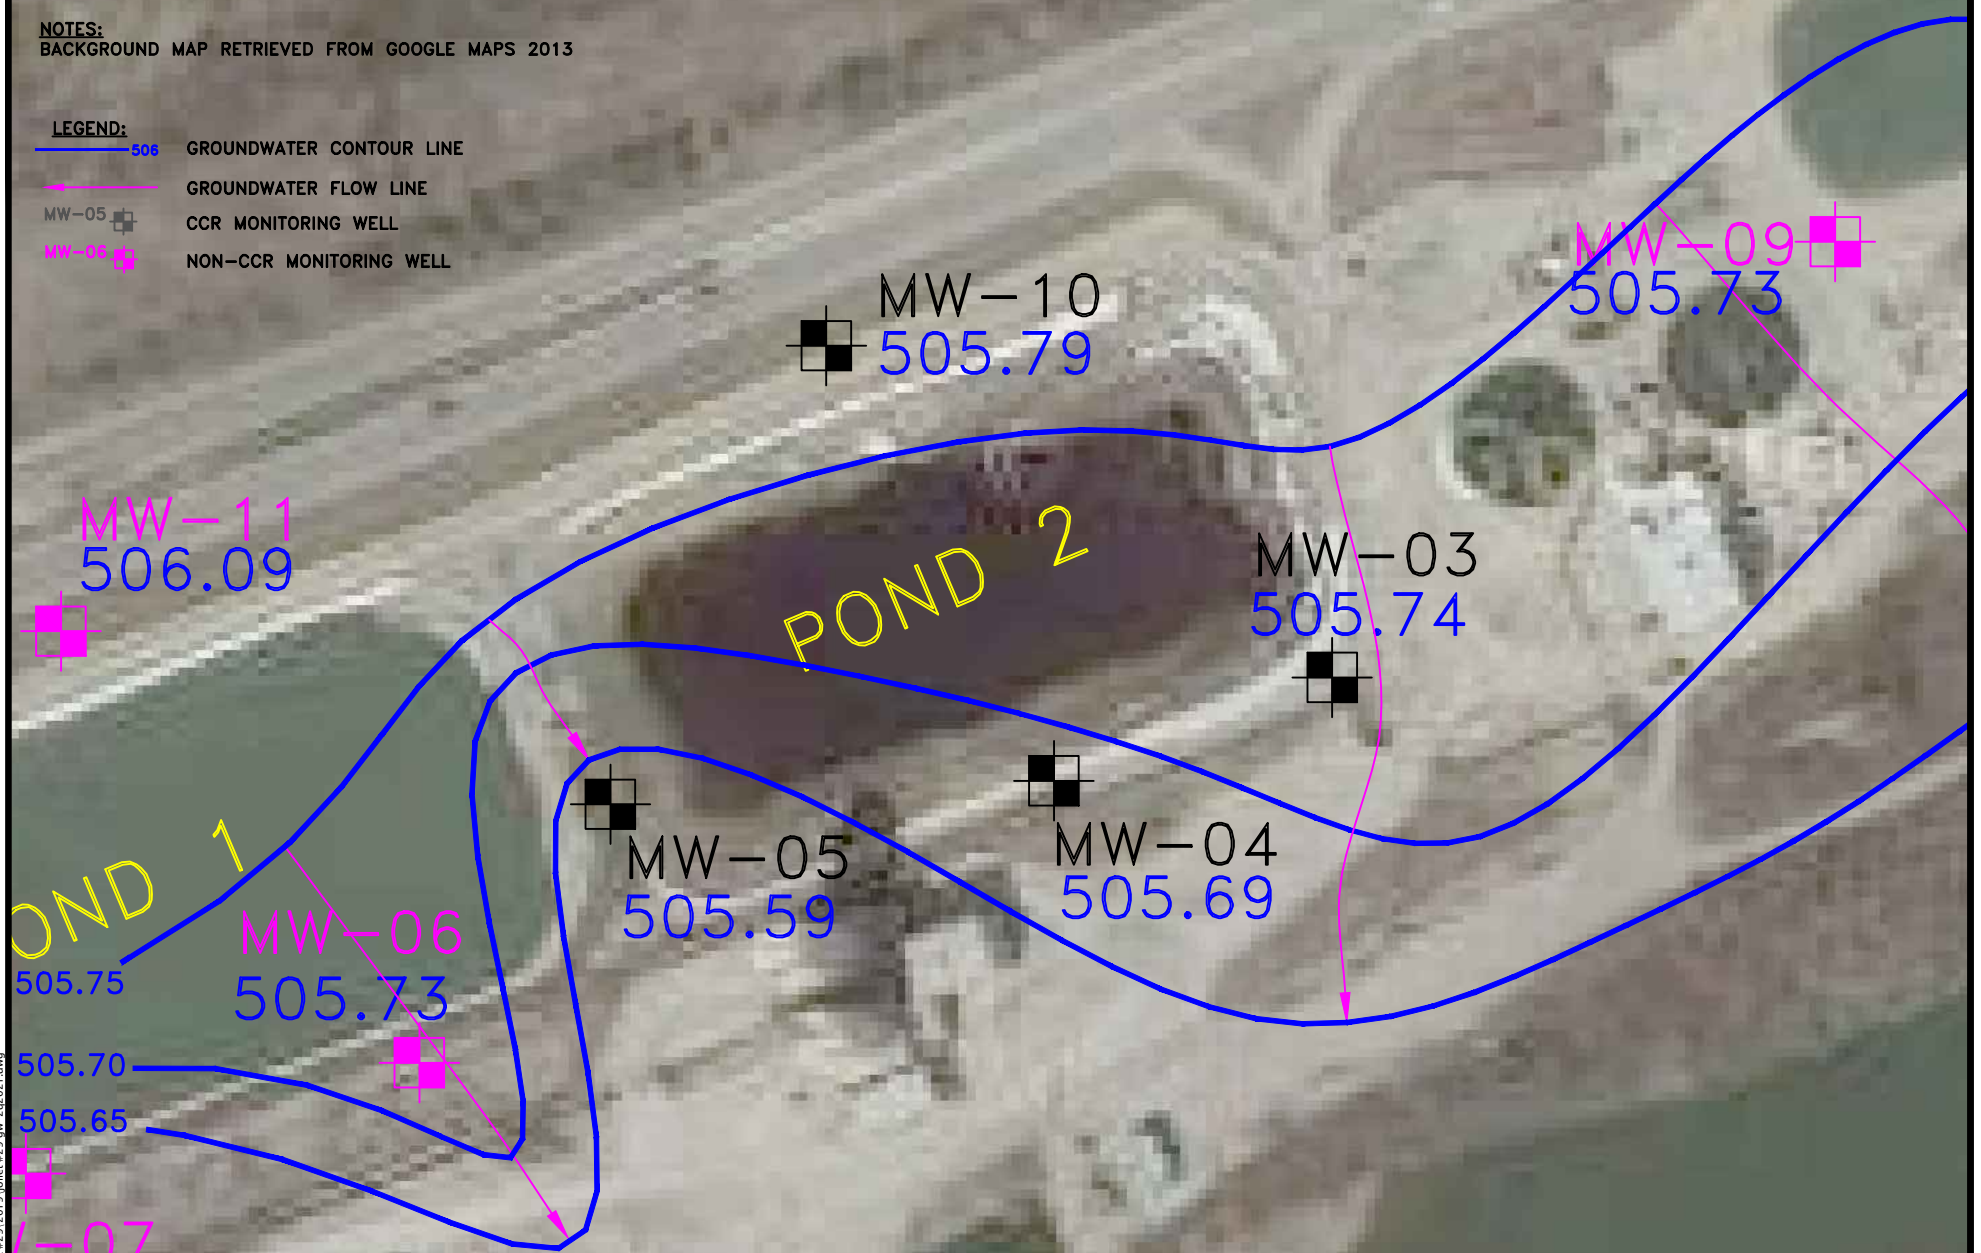 NOTES:
BACKGROUND MAP RETRIEVED FROM GOOGLE MAPS 2013
LEGEND:
506 GROUNDWATER CONTOUR LINE
GROUNDWATER FLOW LINE
MW-05 CCR MONITORING WELL
MW-06 NON-CCR MONITORING WELL
MW-09
505.73
MW-10
505.79
MW-11
506.09
POND 2
MW-03
505.74
MW-05
505.59
MW-04
505.69
OND 1
MW-06
505.73
505.75
505.70
505.65
-07